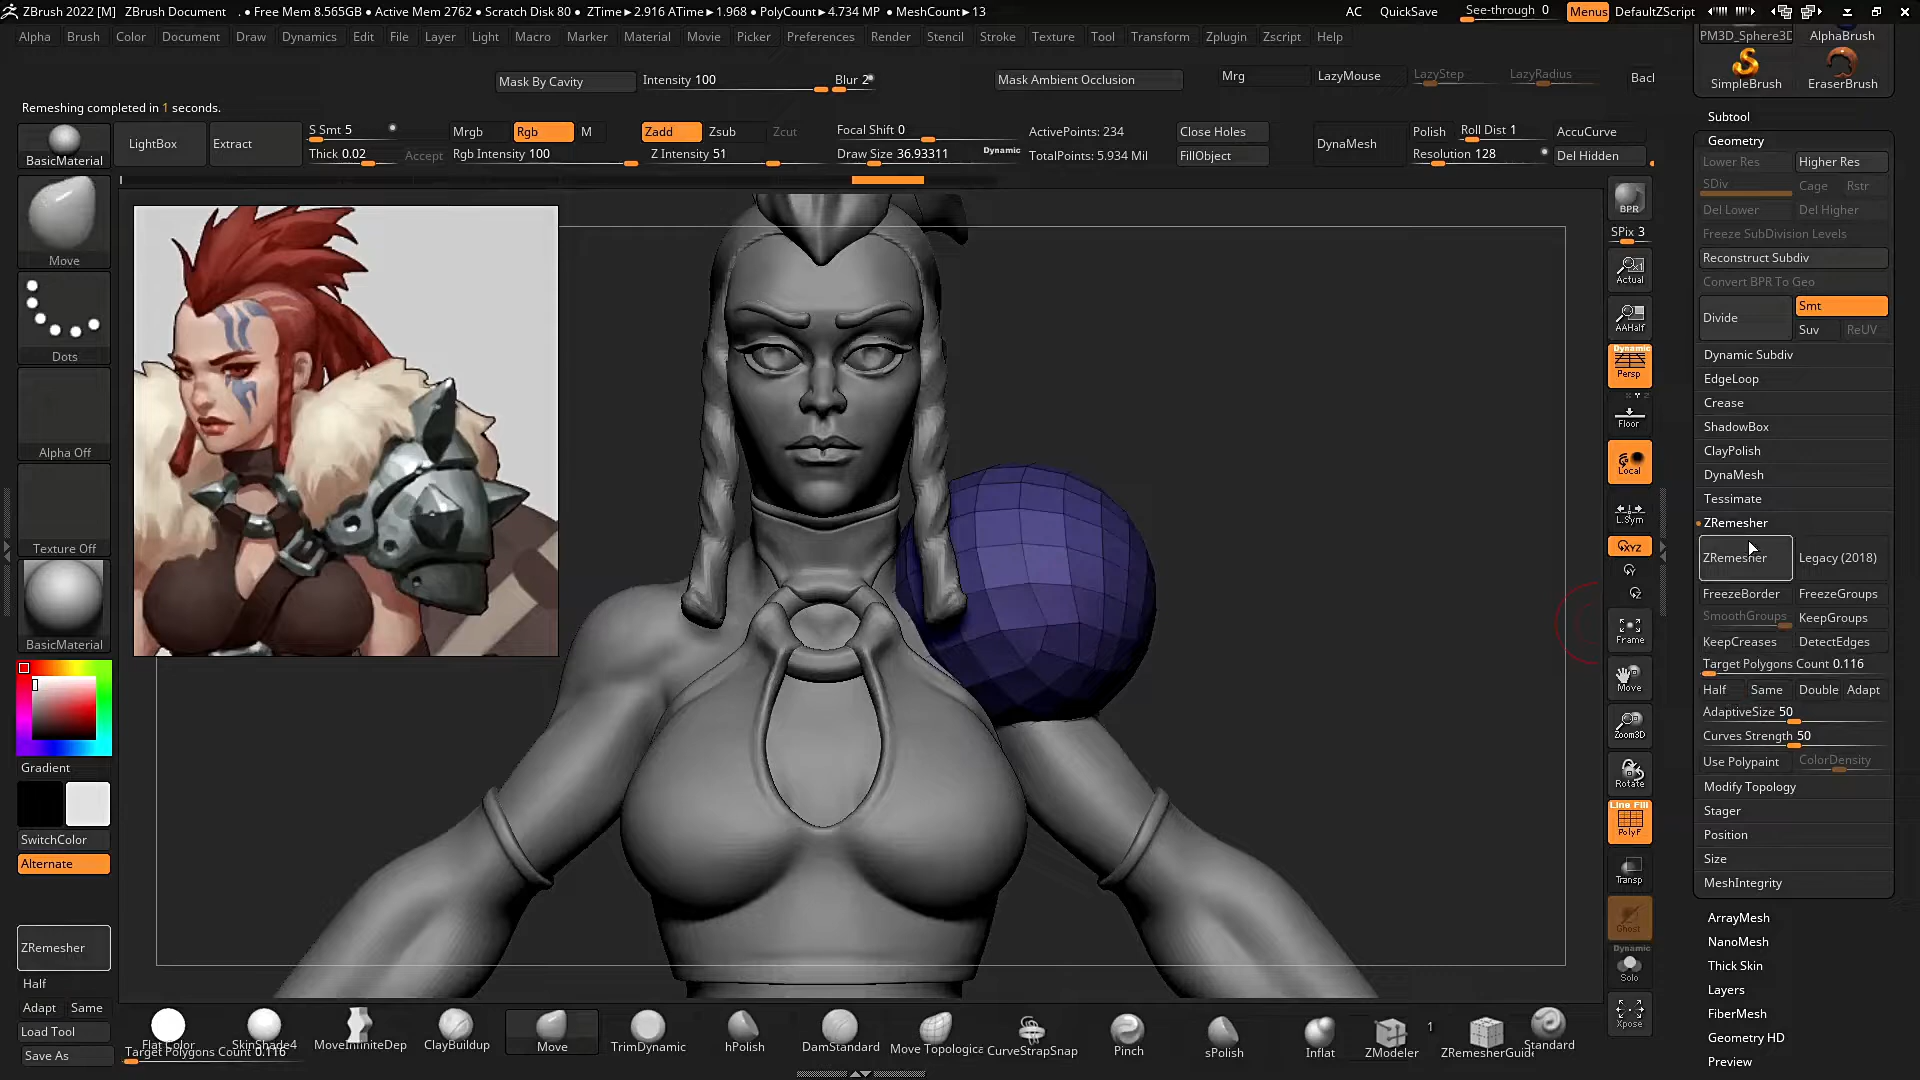 ZBrush 2022 [M] ZBrush Document . ● Free Mem 8.565GB ● Active Mem 2762 ● Scratch Disk 80 ● ZTime►2.916 ATime►1.968 ● PolyCount►4.734 MP ● MeshCount►13 AC QuickSave See-through 0 Menus DefaultZScript
Alpha Brush Color Document Draw Dynamics Edit File Layer Light Macro Marker Material Movie Picker Preferences Render Stencil Stroke Texture Tool Transform Zplugin Zscript Help
PM3D_Sphere3D AlphaBrush
SimpleBrush EraserBrush
Mask By Cavity Intensity 100 Blur 2 Mask Ambient Occlusion Mrg LazyMouse LazyStep LazyRadius Bacl
Remeshing completed in 1 seconds.
BasicMaterial LightBox Extract S Smt 5 Thick 0.02 Accept
Mrgb Rgb M Zadd Zsub Zcut Focal Shift 0 ActivePoints: 234 Close Holes DynaMesh Polish Roll Dist 1 AccuCurve
Rgb Intensity 100 Z Intensity 51 Draw Size 36.93311 Dynamic TotalPoints: 5.934 Mil FillObject Resolution 128 Del Hidden
Move
Dots
Alpha Off
Texture Off
BasicMaterial
Gradient
SwitchColor
Alternate
ZRemesher
Half
Adapt Same
Load Tool
Save As
BPR
SPix 3
Actual
AAHalf
Dynamic
Persp
Floor
Local
L.Sym
XYZ
Y
Z
Frame
Move
Zoom3D
Rotate
Line Fill
PolyF
Transp
Ghost
Dynamic
Solo
Xpose
Subtool
Geometry
Lower Res Higher Res
SDiv Cage Rstr
Del Lower Del Higher
Freeze SubDivision Levels
Reconstruct Subdiv
Convert BPR To Geo
Divide Smt
Suv ReUV
Dynamic Subdiv
EdgeLoop
Crease
ShadowBox
ClayPolish
DynaMesh
Tessimate
ZRemesher
ZRemesher Legacy (2018)
FreezeBorder FreezeGroups
SmoothGroups KeepGroups
KeepCreases DetectEdges
Target Polygons Count 0.116
Half Same Double Adapt
AdaptiveSize 50
Curves Strength 50
Use Polypaint ColorDensity
Modify Topology
Stager
Position
Size
MeshIntegrity
ArrayMesh
NanoMesh
Thick Skin
Layers
FiberMesh
Geometry HD
Preview
Flat Color SkinShade4 MoveInfiniteDep ClayBuildup Move TrimDynamic hPolish DamStandard Move Topologica CurveStrapSnap Pinch sPolish Inflat ZModeler 1 ZRemesherGuide Standard
Target Polygons Count 0.116